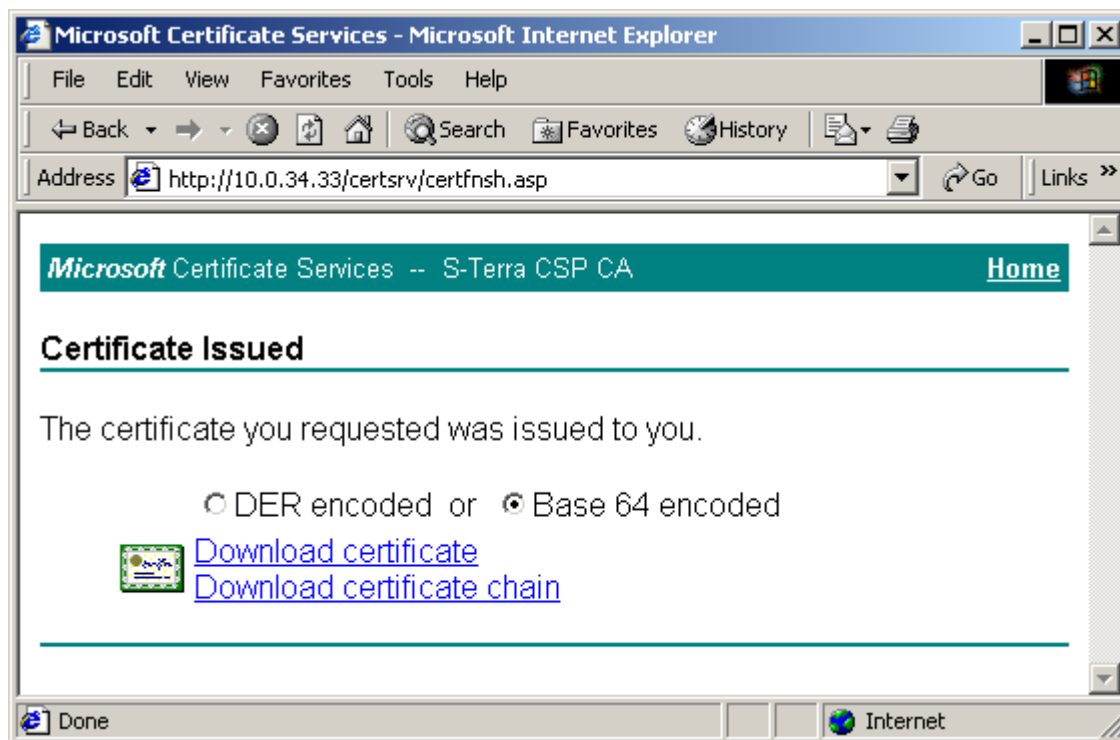 Microsoft Certificate Services - Microsoft Internet Explorer
File Edit View Favorites Tools Help
Back Search Favorites History
Address http://10.0.34.33/certsrv/certfnsh.asp Go Links »
Microsoft Certificate Services -- S-Terra CSP CA Home
Certificate Issued
The certificate you requested was issued to you.
DER encoded or Base 64 encoded
Download certificate
Download certificate chain
Done Internet